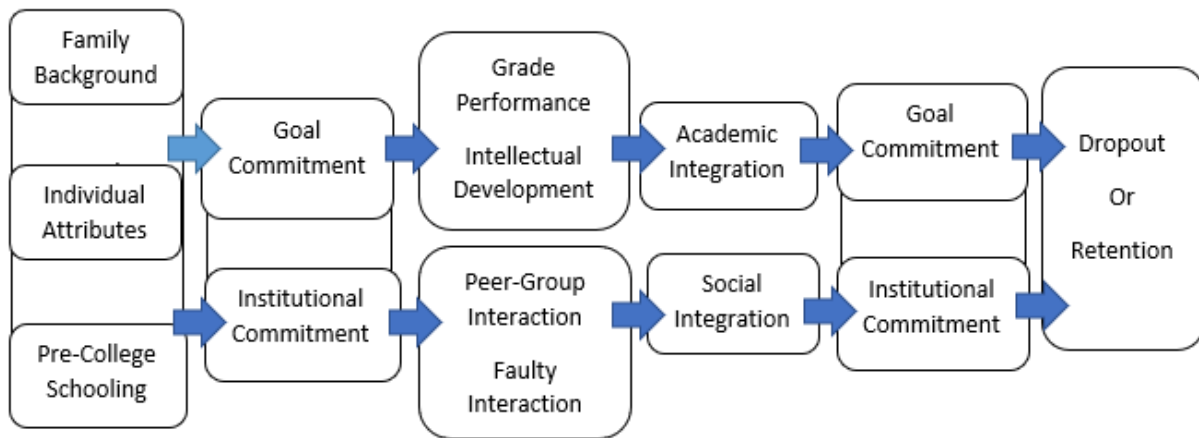 Family
Background
Individual
Attributes
Pre-College
Schooling
Goal
Commitment
Institutional
Commitment
Grade
Performance
Intellectual
Development
Peer-Group
Interaction
Faulty
Interaction
Academic
Integration
Social
Integration
Goal
Commitment
Institutional
Commitment
Dropout
Or
Retention